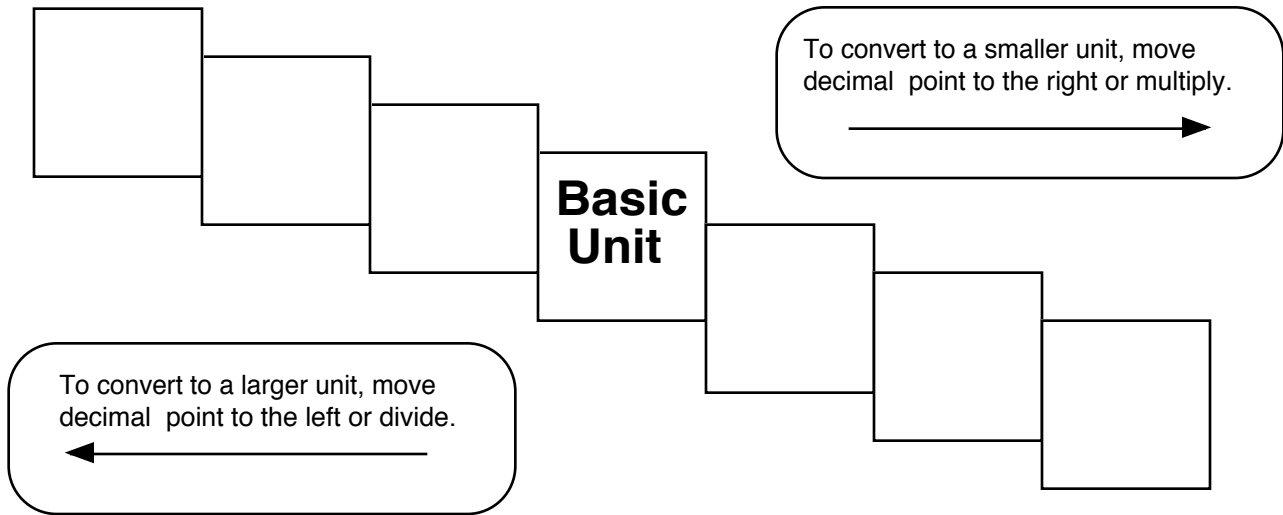 To convert to a smaller unit, move
decimal point to the right or multiply.
Basic
Unit
To convert to a larger unit, move
decimal point to the left or divide.